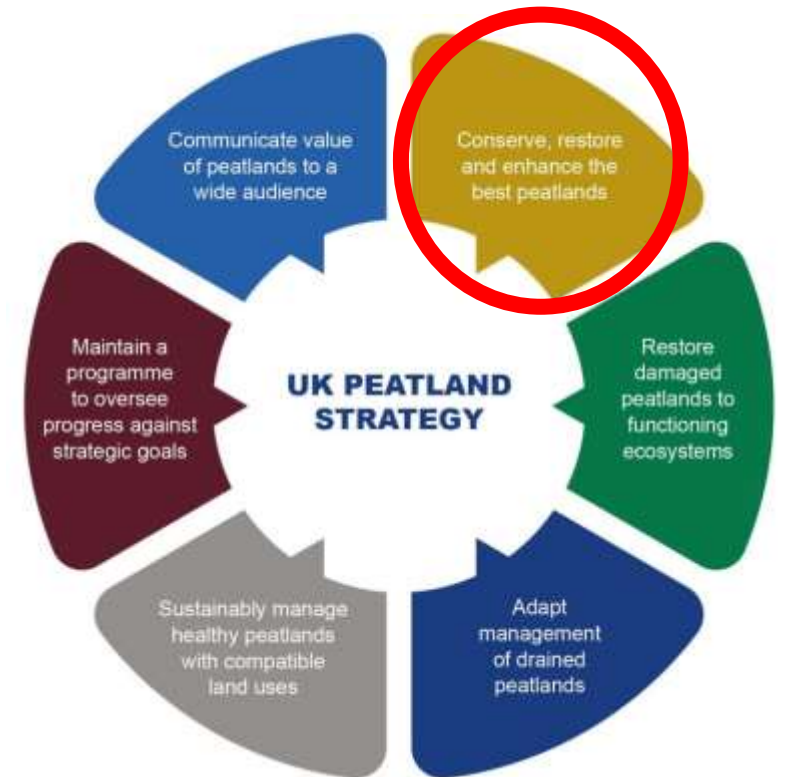 Communicate value
of peatlands to a
wide audience
Conserve, restore
and enhance the
best peatlands
Maintain a
programme
to oversee
progress against
strategic goals
UK PEATLAND
STRATEGY
Restore
damaged
peatlands to
functioning
ecosystems
Sustainably manage
healthy peatlands
with compatible
land uses
Adapt
management
of drained
peatlands